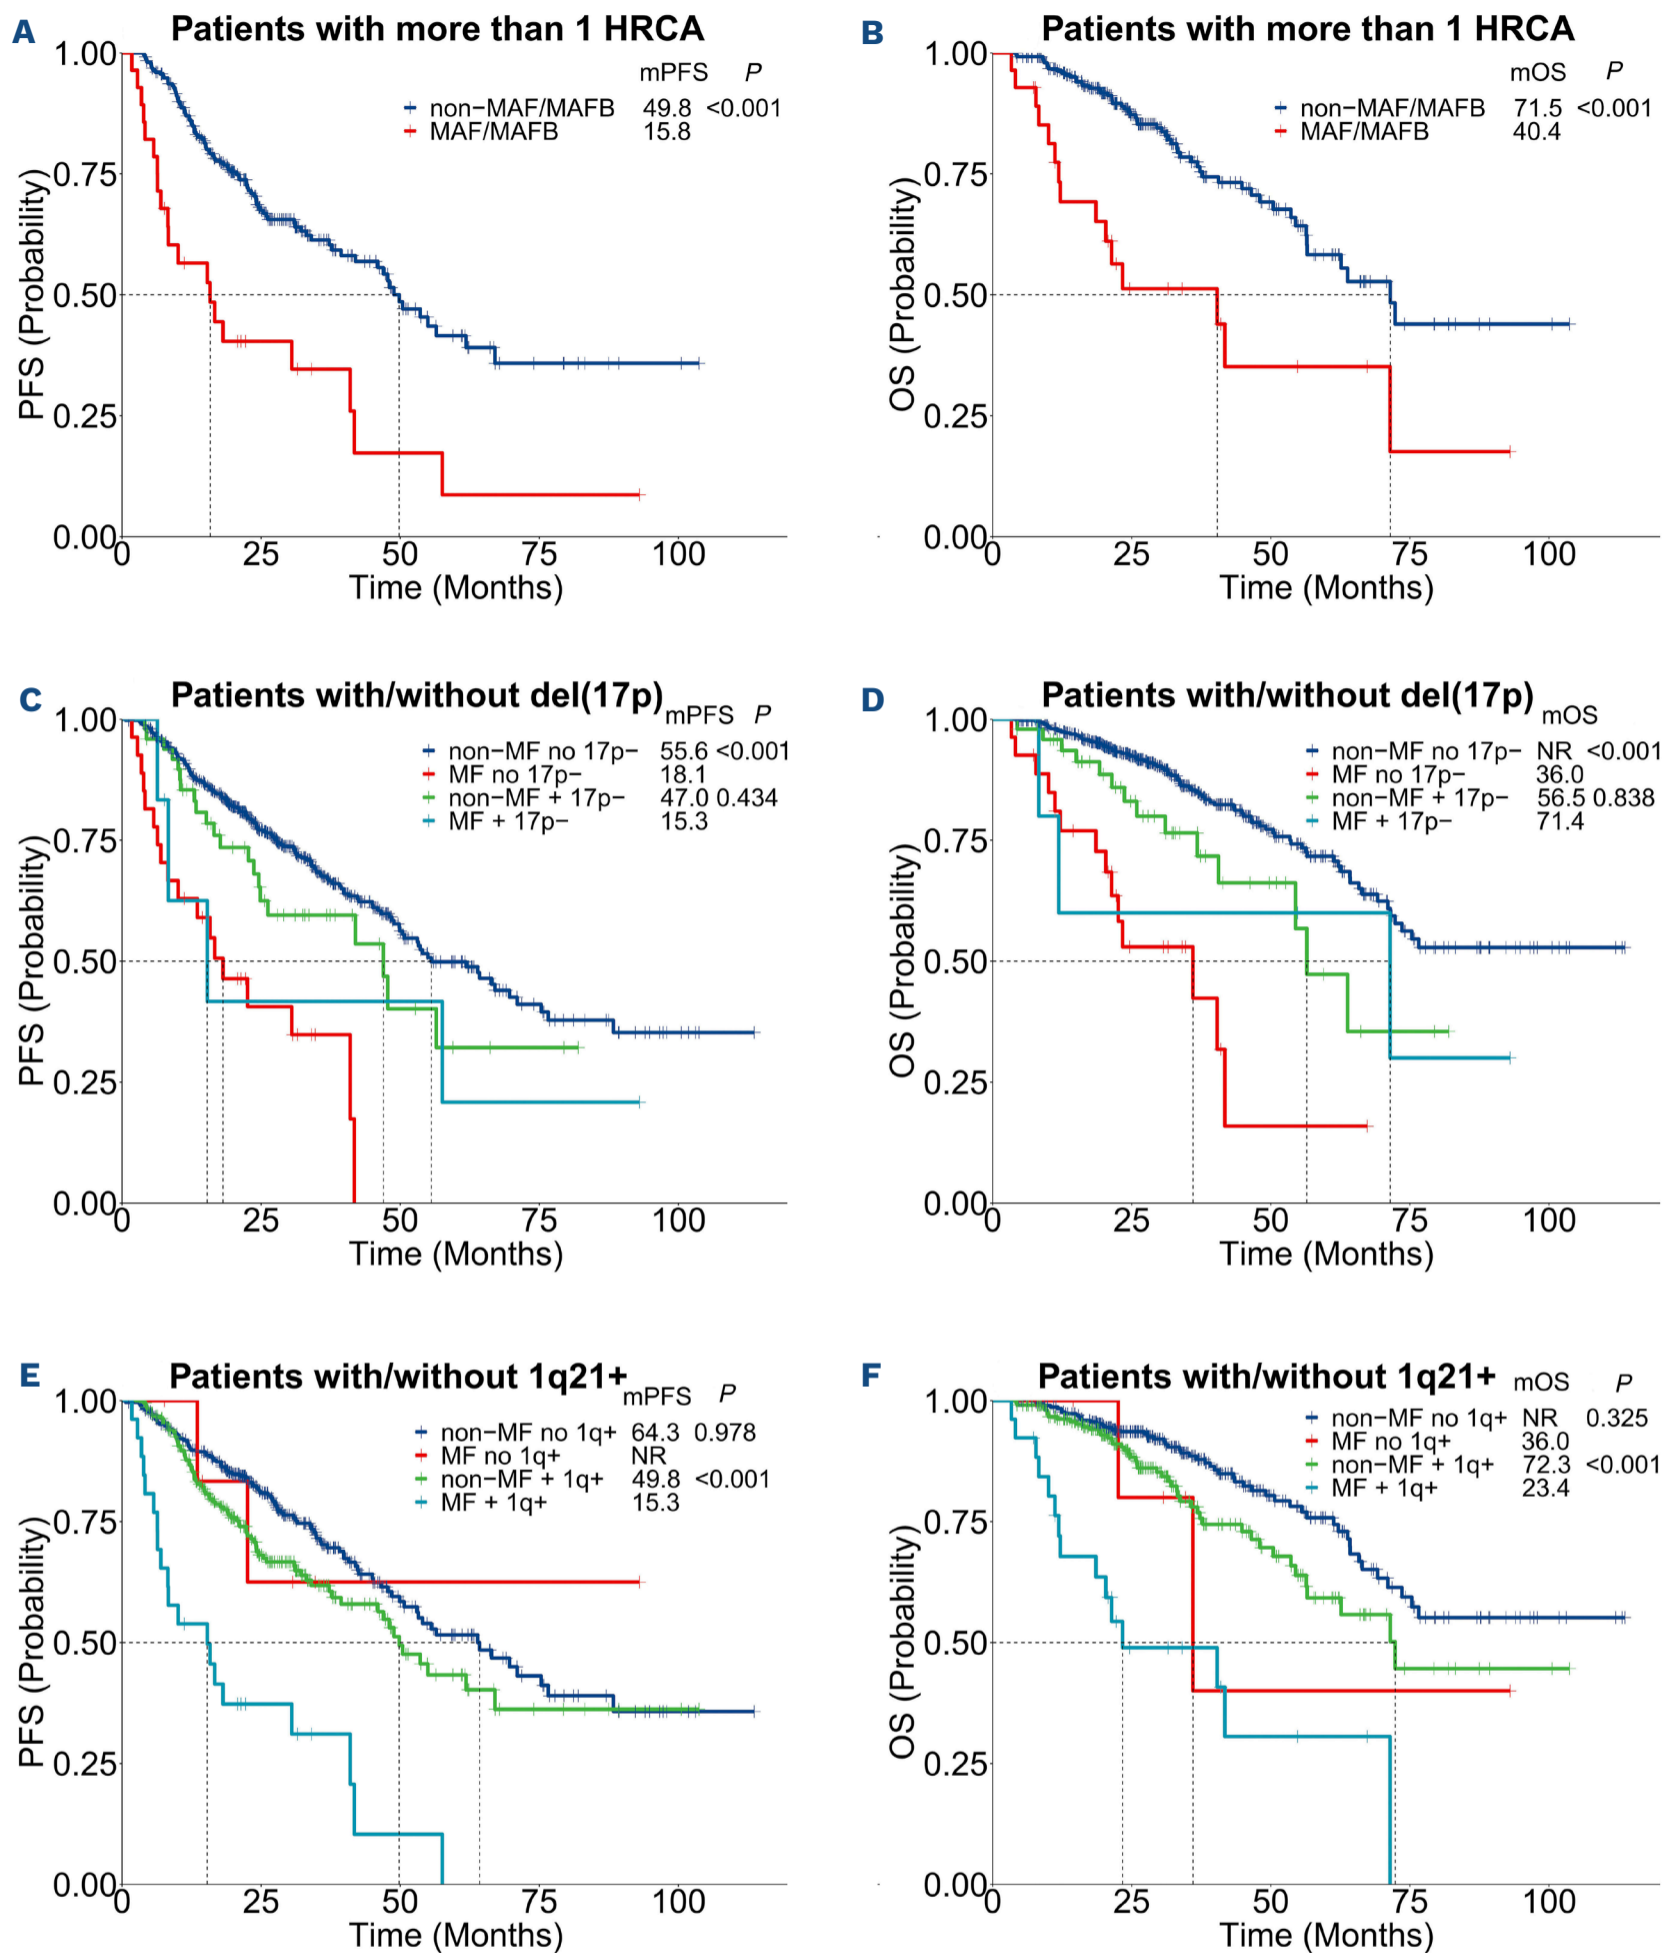 A Patients with more than 1 HRCA
mPFS P
non-MAF/MAFB 49.8 <0.001
MAF/MAFB 15.8
PFS (Probability)
1.00
0.75
0.50
0.25
0.00
0 25 50 75 100
Time (Months)
B Patients with more than 1 HRCA
mOS P
non-MAF/MAFB 71.5 <0.001
MAF/MAFB 40.4
OS (Probability)
1.00
0.75
0.50
0.25
0.00
0 25 50 75 100
Time (Months)
C Patients with/without del(17p)
mPFS P
non-MF no 17p- 55.6 <0.001
MF no 17p- 18.1
non-MF + 17p- 47.0 0.434
MF + 17p- 15.3
PFS (Probability)
1.00
0.75
0.50
0.25
0.00
0 25 50 75 100
Time (Months)
D Patients with/without del(17p)
mOS
non-MF no 17p- NR <0.001
MF no 17p- 36.0
non-MF + 17p- 56.5 0.838
MF + 17p- 71.4
OS (Probability)
1.00
0.75
0.50
0.25
0.00
0 25 50 75 100
Time (Months)
E Patients with/without 1q21+
mPFS P
non-MF no 1q+ 64.3 0.978
MF no 1q+ NR
non-MF + 1q+ 49.8 <0.001
MF + 1q+ 15.3
PFS (Probability)
1.00
0.75
0.50
0.25
0.00
0 25 50 75 100
Time (Months)
F Patients with/without 1q21+
mOS P
non-MF no 1q+ NR 0.325
MF no 1q+ 36.0
non-MF + 1q+ 72.3 <0.001
MF + 1q+ 23.4
OS (Probability)
1.00
0.75
0.50
0.25
0.00
0 25 50 75 100
Time (Months)